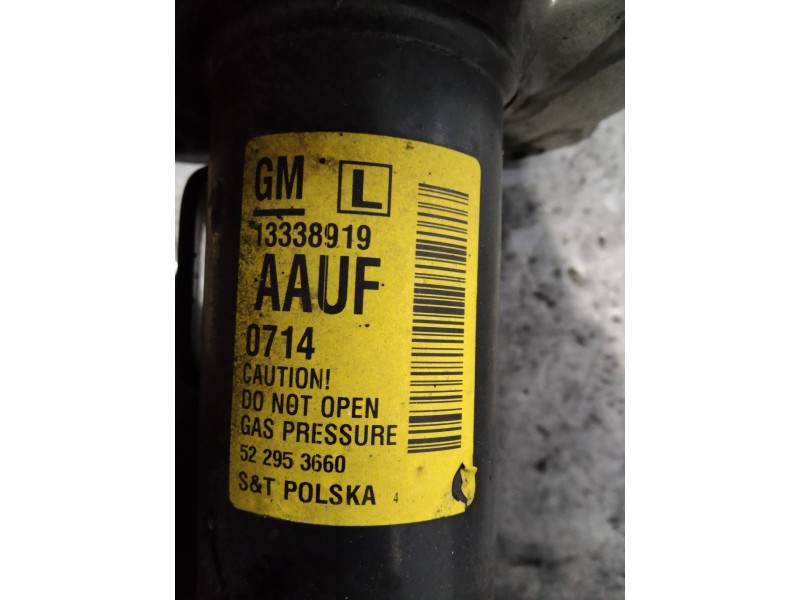 GM L
13338919
AAUF
0714
CAUTION!
DO NOT OPEN
GAS PRESSURE
52 295 3660
S&T POLSKA 4